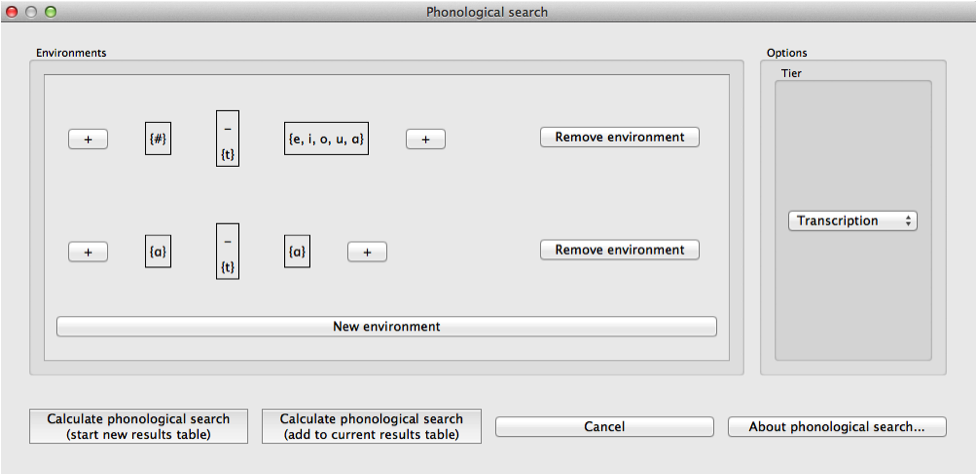 Phonological search
Environments
Options
Tier
+ {#} – {e, i, o, u, ɑ} + Remove environment
{t}
Transcription
+ {ɑ} – {ɑ} + Remove environment
{t}
New environment
Calculate phonological search
(start new results table)
Calculate phonological search
(add to current results table)
Cancel
About phonological search...